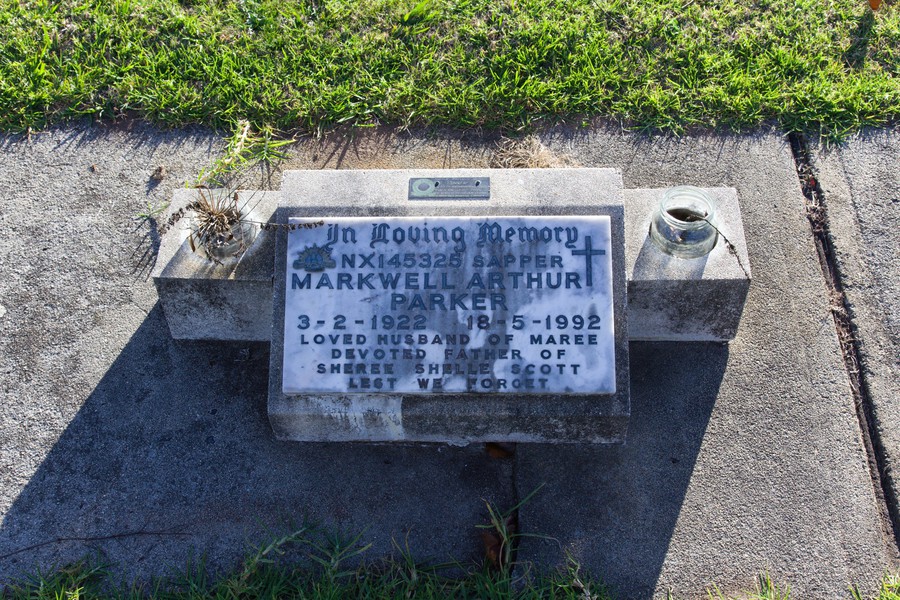 In Loving Memory
NX145325 SAPPER
MARKWELL ARTHUR
PARKER
3-2-1922 18-5-1992
LOVED HUSBAND OF MAREE
DEVOTED FATHER OF
SHEREE SHELLE SCOTT
LEST WE FORGET